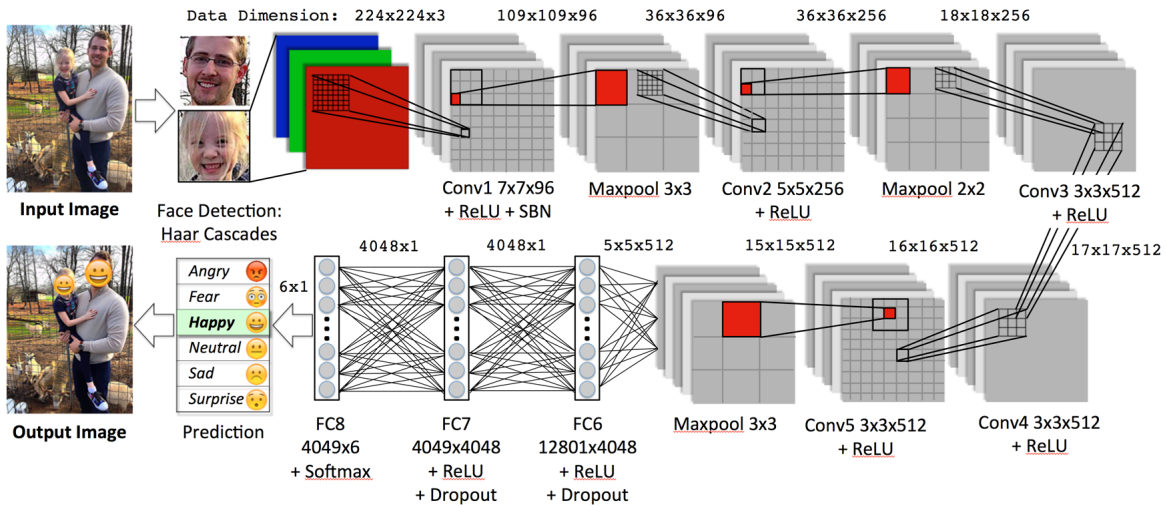 Data Dimension: 224x224x3 109x109x96 36x36x96 36x36x256 18x18x256
Input Image
Face Detection:
Haar Cascades
Conv1 7x7x96
+ ReLU + SBN
Maxpool 3x3
Conv2 5x5x256
+ ReLU
Maxpool 2x2
Conv3 3x3x512
+ ReLU
17x17x512
16x16x512
15x15x512
5x5x512
4048x1
4048x1
6x1
Conv4 3x3x512
+ ReLU
Conv5 3x3x512
+ ReLU
Maxpool 3x3
FC6
12801x4048
+ ReLU
+ Dropout
FC7
4049x4048
+ ReLU
+ Dropout
FC8
4049x6
+ Softmax
Angry
Fear
Happy
Neutral
Sad
Surprise
Prediction
Output Image